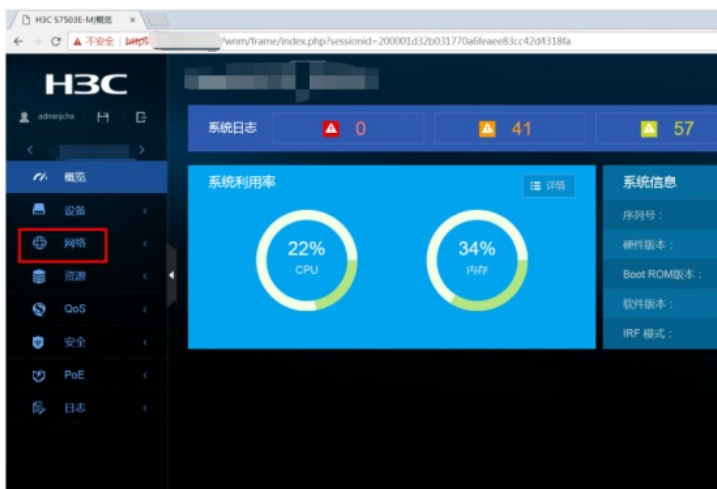 H3C S7503E-M|概览
不安全 | https
/wnm/frame/index.php?sessionid=200001d32b031770a6feaee83cc42d4318fa
H3C
adminjchx
系统日志 0 41 57
概览
设备
网络
资源
QoS
安全
PoE
日志
系统利用率 详情
22%
CPU
34%
内存
系统信息
序列号：
硬件版本：
Boot ROM版本：
软件版本：
IRF 模式：